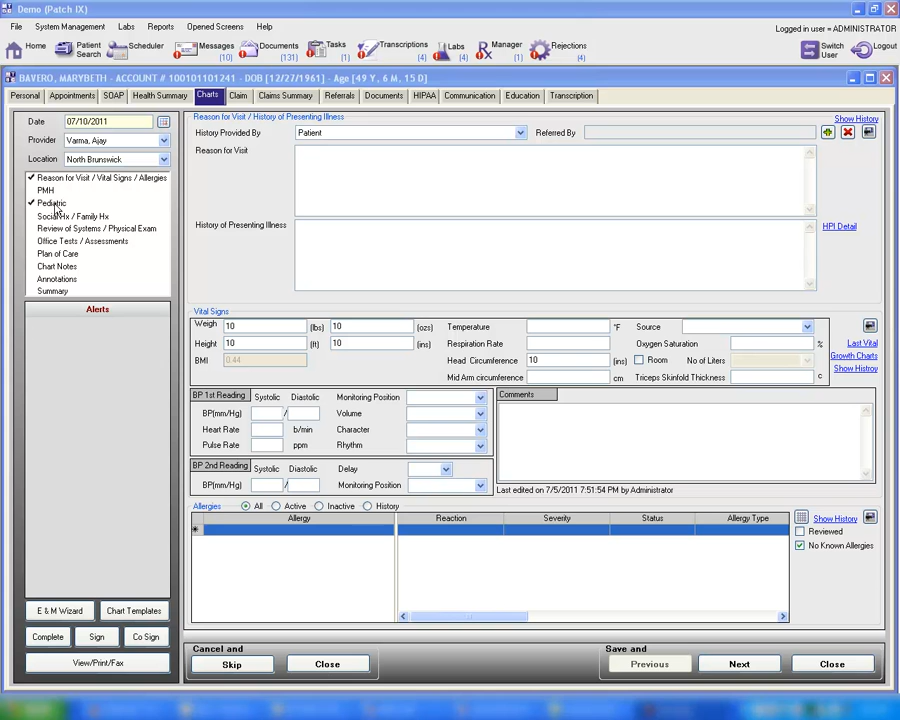 Demo (Patch IX)
File System Management Labs Reports Opened Screens Help
Logged in user = ADMINISTRATOR
Home Patient Search Scheduler Messages (10) Documents (131) Tasks (1) Transcriptions (4) Labs (4) Rx Manager (1) Rejections (4) Switch User Logout
BAVERO, MARYBETH - ACCOUNT # 100101101241 - DOB [12/27/1961] - Age [49 Y , 6 M, 15 D]
Personal Appointments SOAP Health Summary Charts Claim Claims Summary Referrals Documents HIPAA Communication Education Transcription
Date 07/10/2011
Provider Varma, Ajay
Location North Brunswick
Reason for Visit / Vital Signs / Allergies
PMH
Pediatric
Social Hx / Family Hx
Review of Systems / Physical Exam
Office Tests / Assessments
Plan of Care
Chart Notes
Annotations
Summary
Alerts
E & M Wizard Chart Templates
Complete Sign Co Sign
View/Print/Fax
Reason for Visit / History of Presenting Illness
Show History
History Provided By Patient Referred By
Reason for Visit
History of Presenting Illness
HPI Detail
Vital Signs
Weigh 10 (lbs) 10 (ozs) Temperature °F Source
Height 10 (ft) 10 (ins) Respiration Rate Oxygen Saturation % Last Vital
BMI 0.44 Head Circumference 10 (ins) Room No of Liters Growth Charts
Mid Arm circumference cm Triceps Skinfold Thickness c Show Histroy
BP 1st Reading Systolic Diastolic Monitoring Position Comments
BP(mm/Hg) / Volume
Heart Rate b/min Character
Pulse Rate ppm Rhythm
BP 2nd Reading Systolic Diastolic Delay
BP(mm/Hg) / Monitoring Position
Last edited on 7/5/2011 7:51:54 PM by Administrator
Allergies All Active Inactive History
Allergy Reaction Severity Status Allergy Type
Show History
Reviewed
No Known Allergies
Cancel and
Skip Close
Save and
Previous Next Close